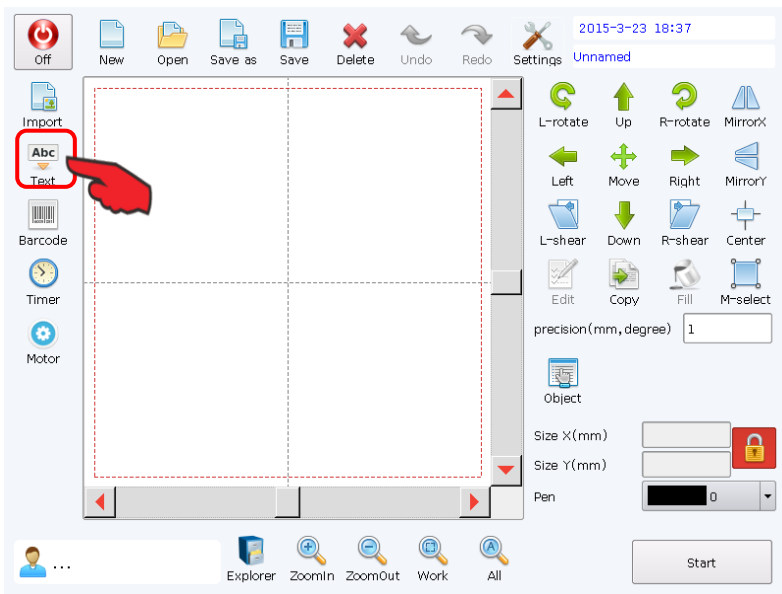 2015-3-23 18:37
Off New Open Save as Save Delete Undo Redo Settings Unnamed
Import
Abc
Text
Barcode
Timer
Motor
L-rotate Up R-rotate MirrorX
Left Move Right MirrorY
L-shear Down R-shear Center
Edit Copy Fill M-select
precision(mm,degree) 1
Object
Size X(mm)
Size Y(mm)
Pen 0
...
Explorer ZoomIn ZoomOut Work A All
Start